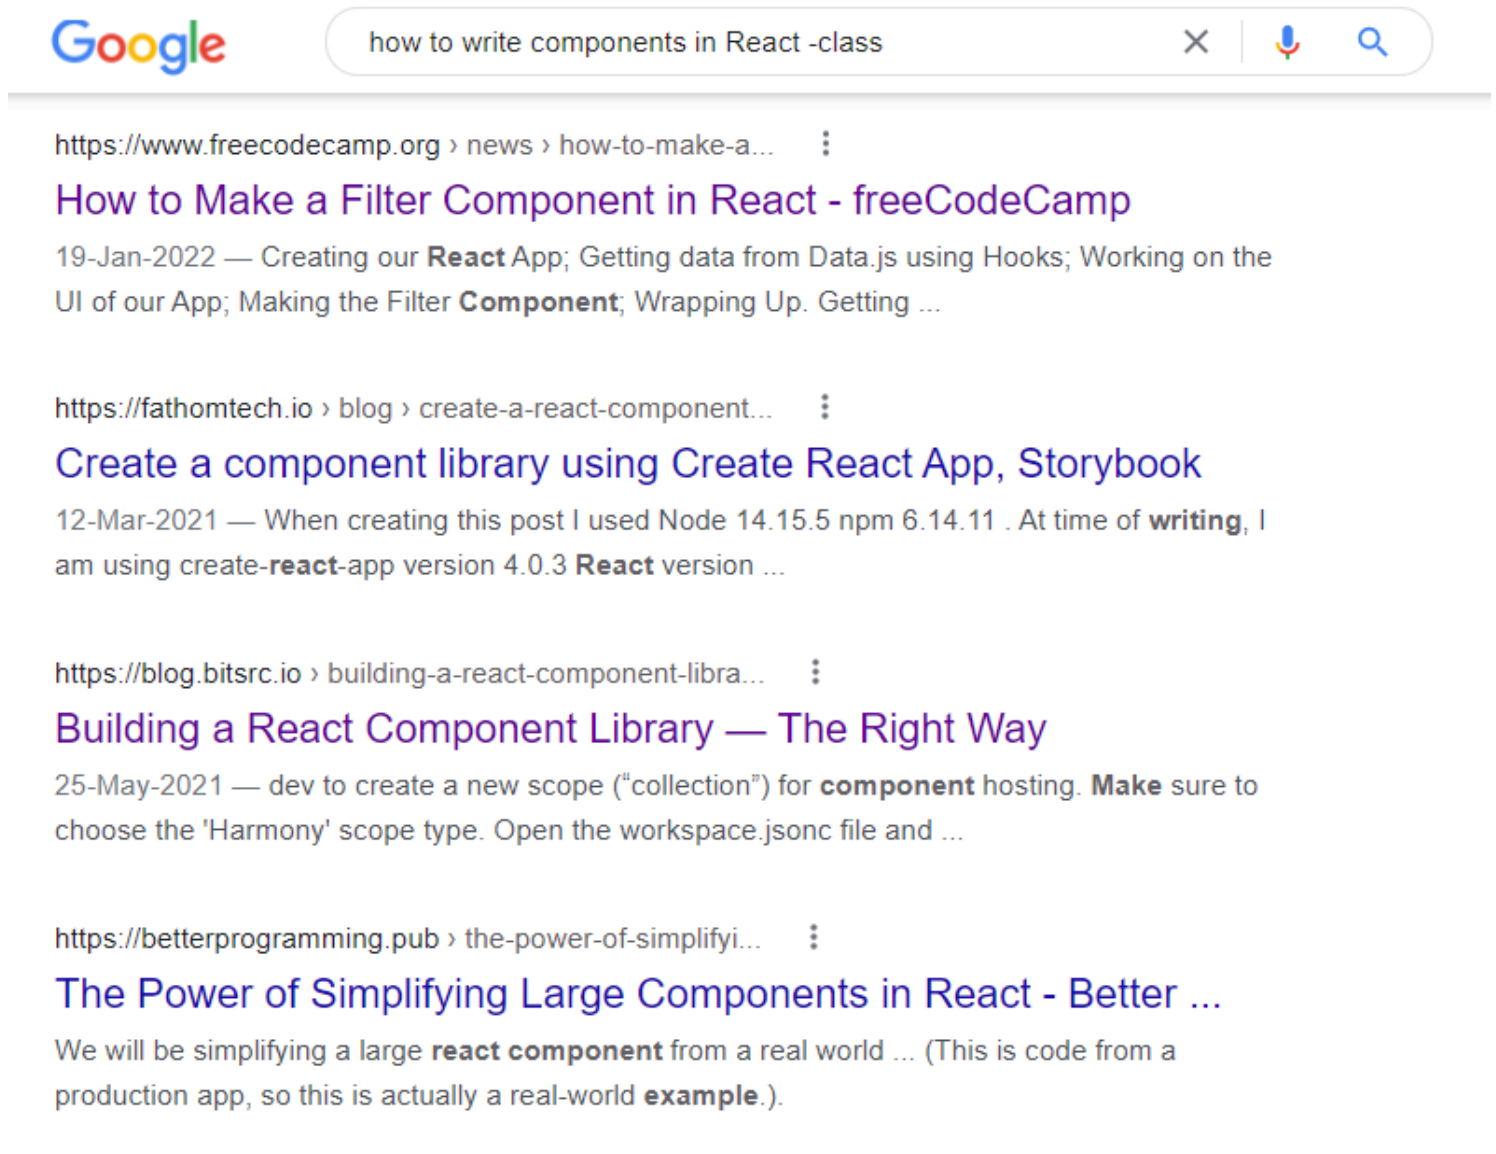 Google
how to write components in React -class
https://www.freecodecamp.org › news › how-to-make-a...
How to Make a Filter Component in React - freeCodeCamp
19-Jan-2022 — Creating our React App; Getting data from Data.js using Hooks; Working on the
UI of our App; Making the Filter Component; Wrapping Up. Getting ...
https://fathomtech.io › blog › create-a-react-component...
Create a component library using Create React App, Storybook
12-Mar-2021 — When creating this post I used Node 14.15.5 npm 6.14.11 . At time of writing, I
am using create-react-app version 4.0.3 React version ...
https://blog.bitsrc.io › building-a-react-component-libra...
Building a React Component Library — The Right Way
25-May-2021 — dev to create a new scope (“collection”) for component hosting. Make sure to
choose the 'Harmony' scope type. Open the workspace.jsonc file and ...
https://betterprogramming.pub › the-power-of-simplifyi...
The Power of Simplifying Large Components in React - Better ...
We will be simplifying a large react component from a real world ... (This is code from a
production app, so this is actually a real-world example.).